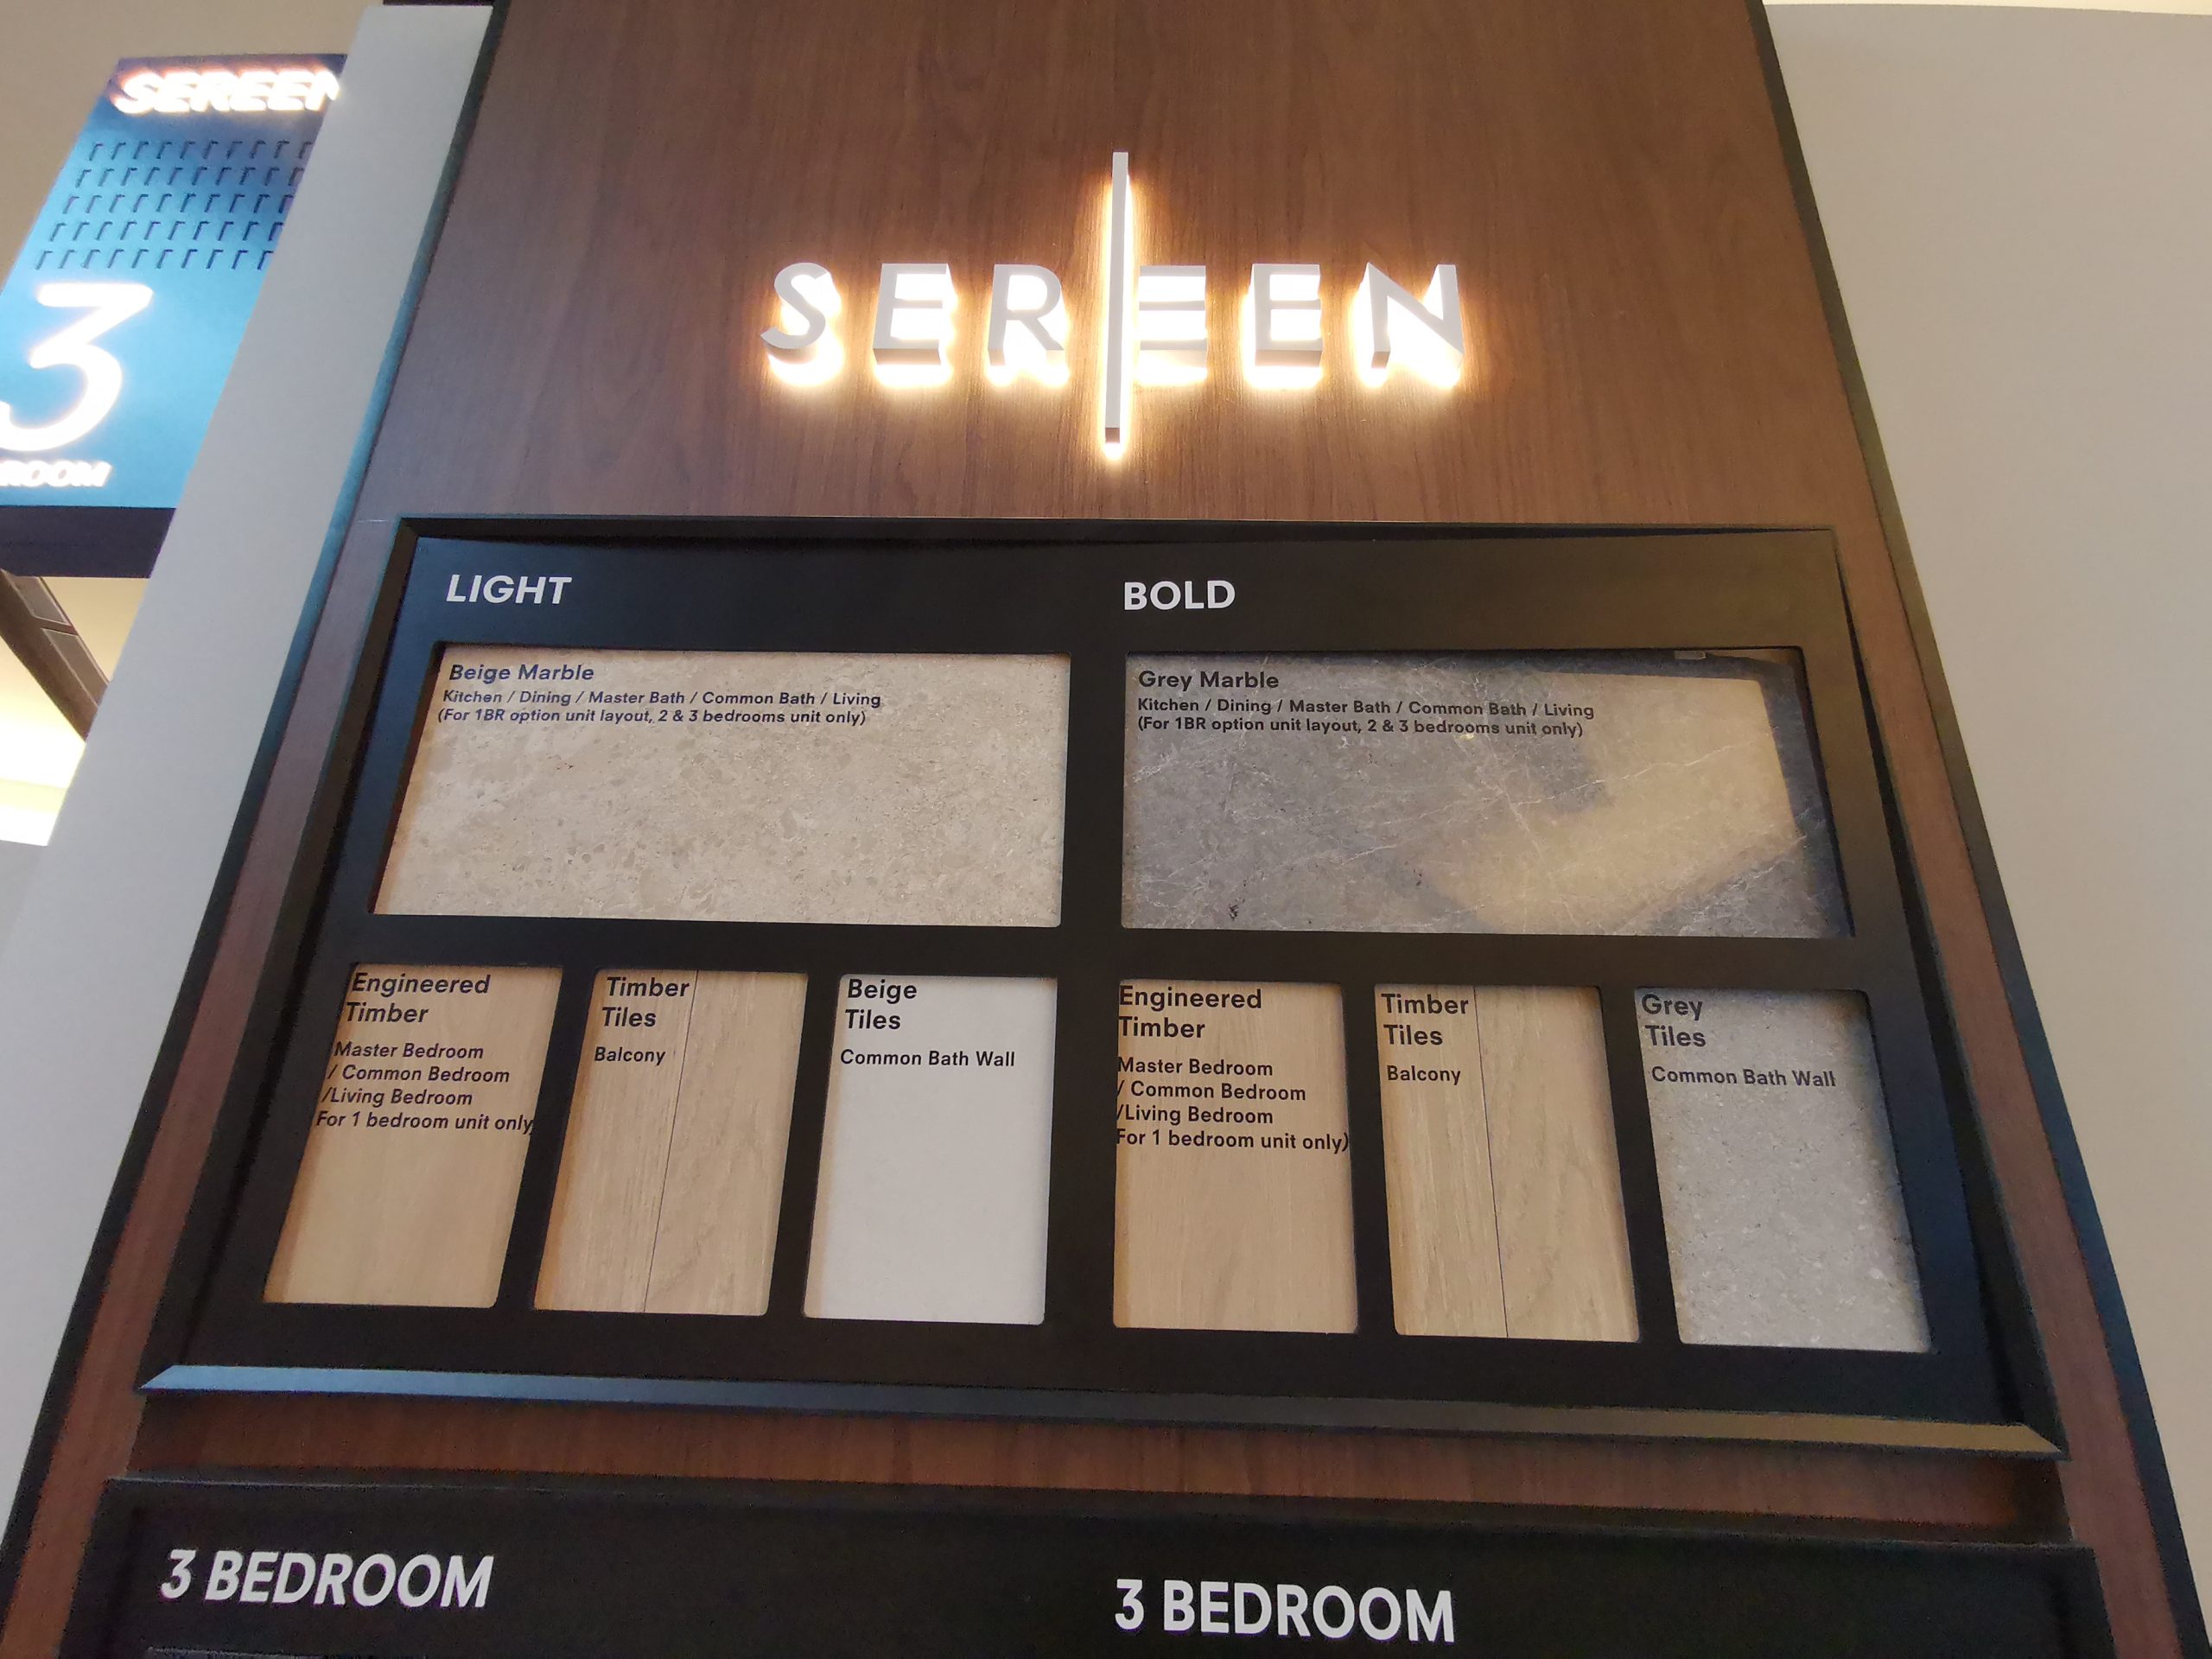 SEREEN
3
ROOM
SEREEN
LIGHT
BOLD
Beige Marble
Kitchen / Dining / Master Bath / Common Bath / Living
(For 1BR option unit layout, 2 & 3 bedrooms unit only)
Grey Marble
Kitchen / Dining / Master Bath / Common Bath / Living
(For 1BR option unit layout, 2 & 3 bedrooms unit only)
Engineered
Timber
Master Bedroom
/ Common Bedroom
/Living Bedroom
For 1 bedroom unit only
Timber
Tiles
Balcony
Beige
Tiles
Common Bath Wall
Engineered
Timber
Master Bedroom
/ Common Bedroom
/Living Bedroom
For 1 bedroom unit only)
Timber
Tiles
Balcony
Grey
Tiles
Common Bath Wall
3 BEDROOM
3 BEDROOM